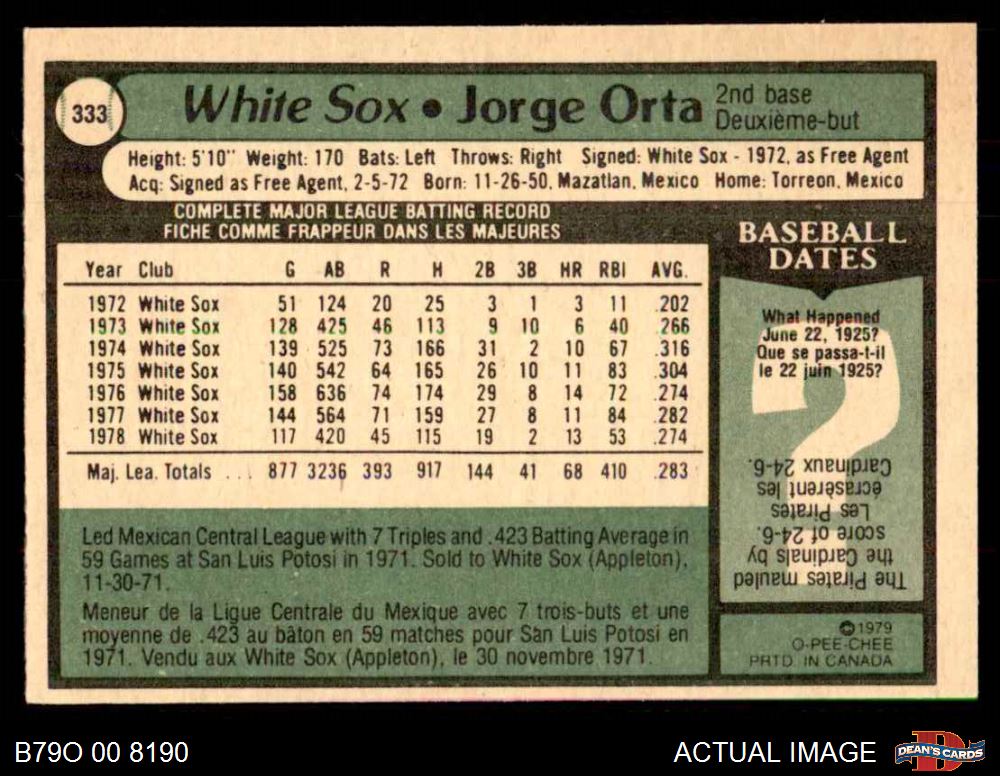 333
White Sox • Jorge Orta
2nd base
Deuxième-but
Height: 5'10" Weight: 170 Bats: Left Throws: Right Signed: White Sox - 1972, as Free Agent
Acq: Signed as Free Agent, 2-5-72 Born: 11-26-50, Mazatlan, Mexico Home: Torreon, Mexico
COMPLETE MAJOR LEAGUE BATTING RECORD
FICHE COMME FRAPPEUR DANS LES MAJEURES
Year Club G AB R H 2B 3B HR RBI AVG.
1972 White Sox 51 124 20 25 3 1 3 11 .202
1973 White Sox 128 425 46 113 9 10 6 40 .266
1974 White Sox 139 525 73 166 31 2 10 67 .316
1975 White Sox 140 542 64 165 26 10 11 83 .304
1976 White Sox 158 636 74 174 29 8 14 72 .274
1977 White Sox 144 564 71 159 27 8 11 84 .282
1978 White Sox 117 420 45 115 19 2 13 53 .274
Maj. Lea. Totals ... 877 3236 393 917 144 41 68 410 .283
Led Mexican Central League with 7 Triples and .423 Batting Average in
59 Games at San Luis Potosi in 1971. Sold to White Sox (Appleton),
11-30-71.
Meneur de la Ligue Centrale du Mexique avec 7 trois-buts et une
moyenne de .423 au bâton en 59 matches pour San Luis Potosi en
1971. Vendu aux White Sox (Appleton), le 30 novembre 1971.
BASEBALL
DATES
What Happened
June 22, 1925?
Que se passa-t-il
le 22 juin 1925?
The Pirates mauled
the Cardinals by
score of 24-6.
Les Pirates
écrasèrent les
Cardinaux 24-6.
©1979
O-PEE-CHEE
PRTD. IN CANADA
B79O 00 8190
ACTUAL IMAGE
D
DEAN'S CARDS